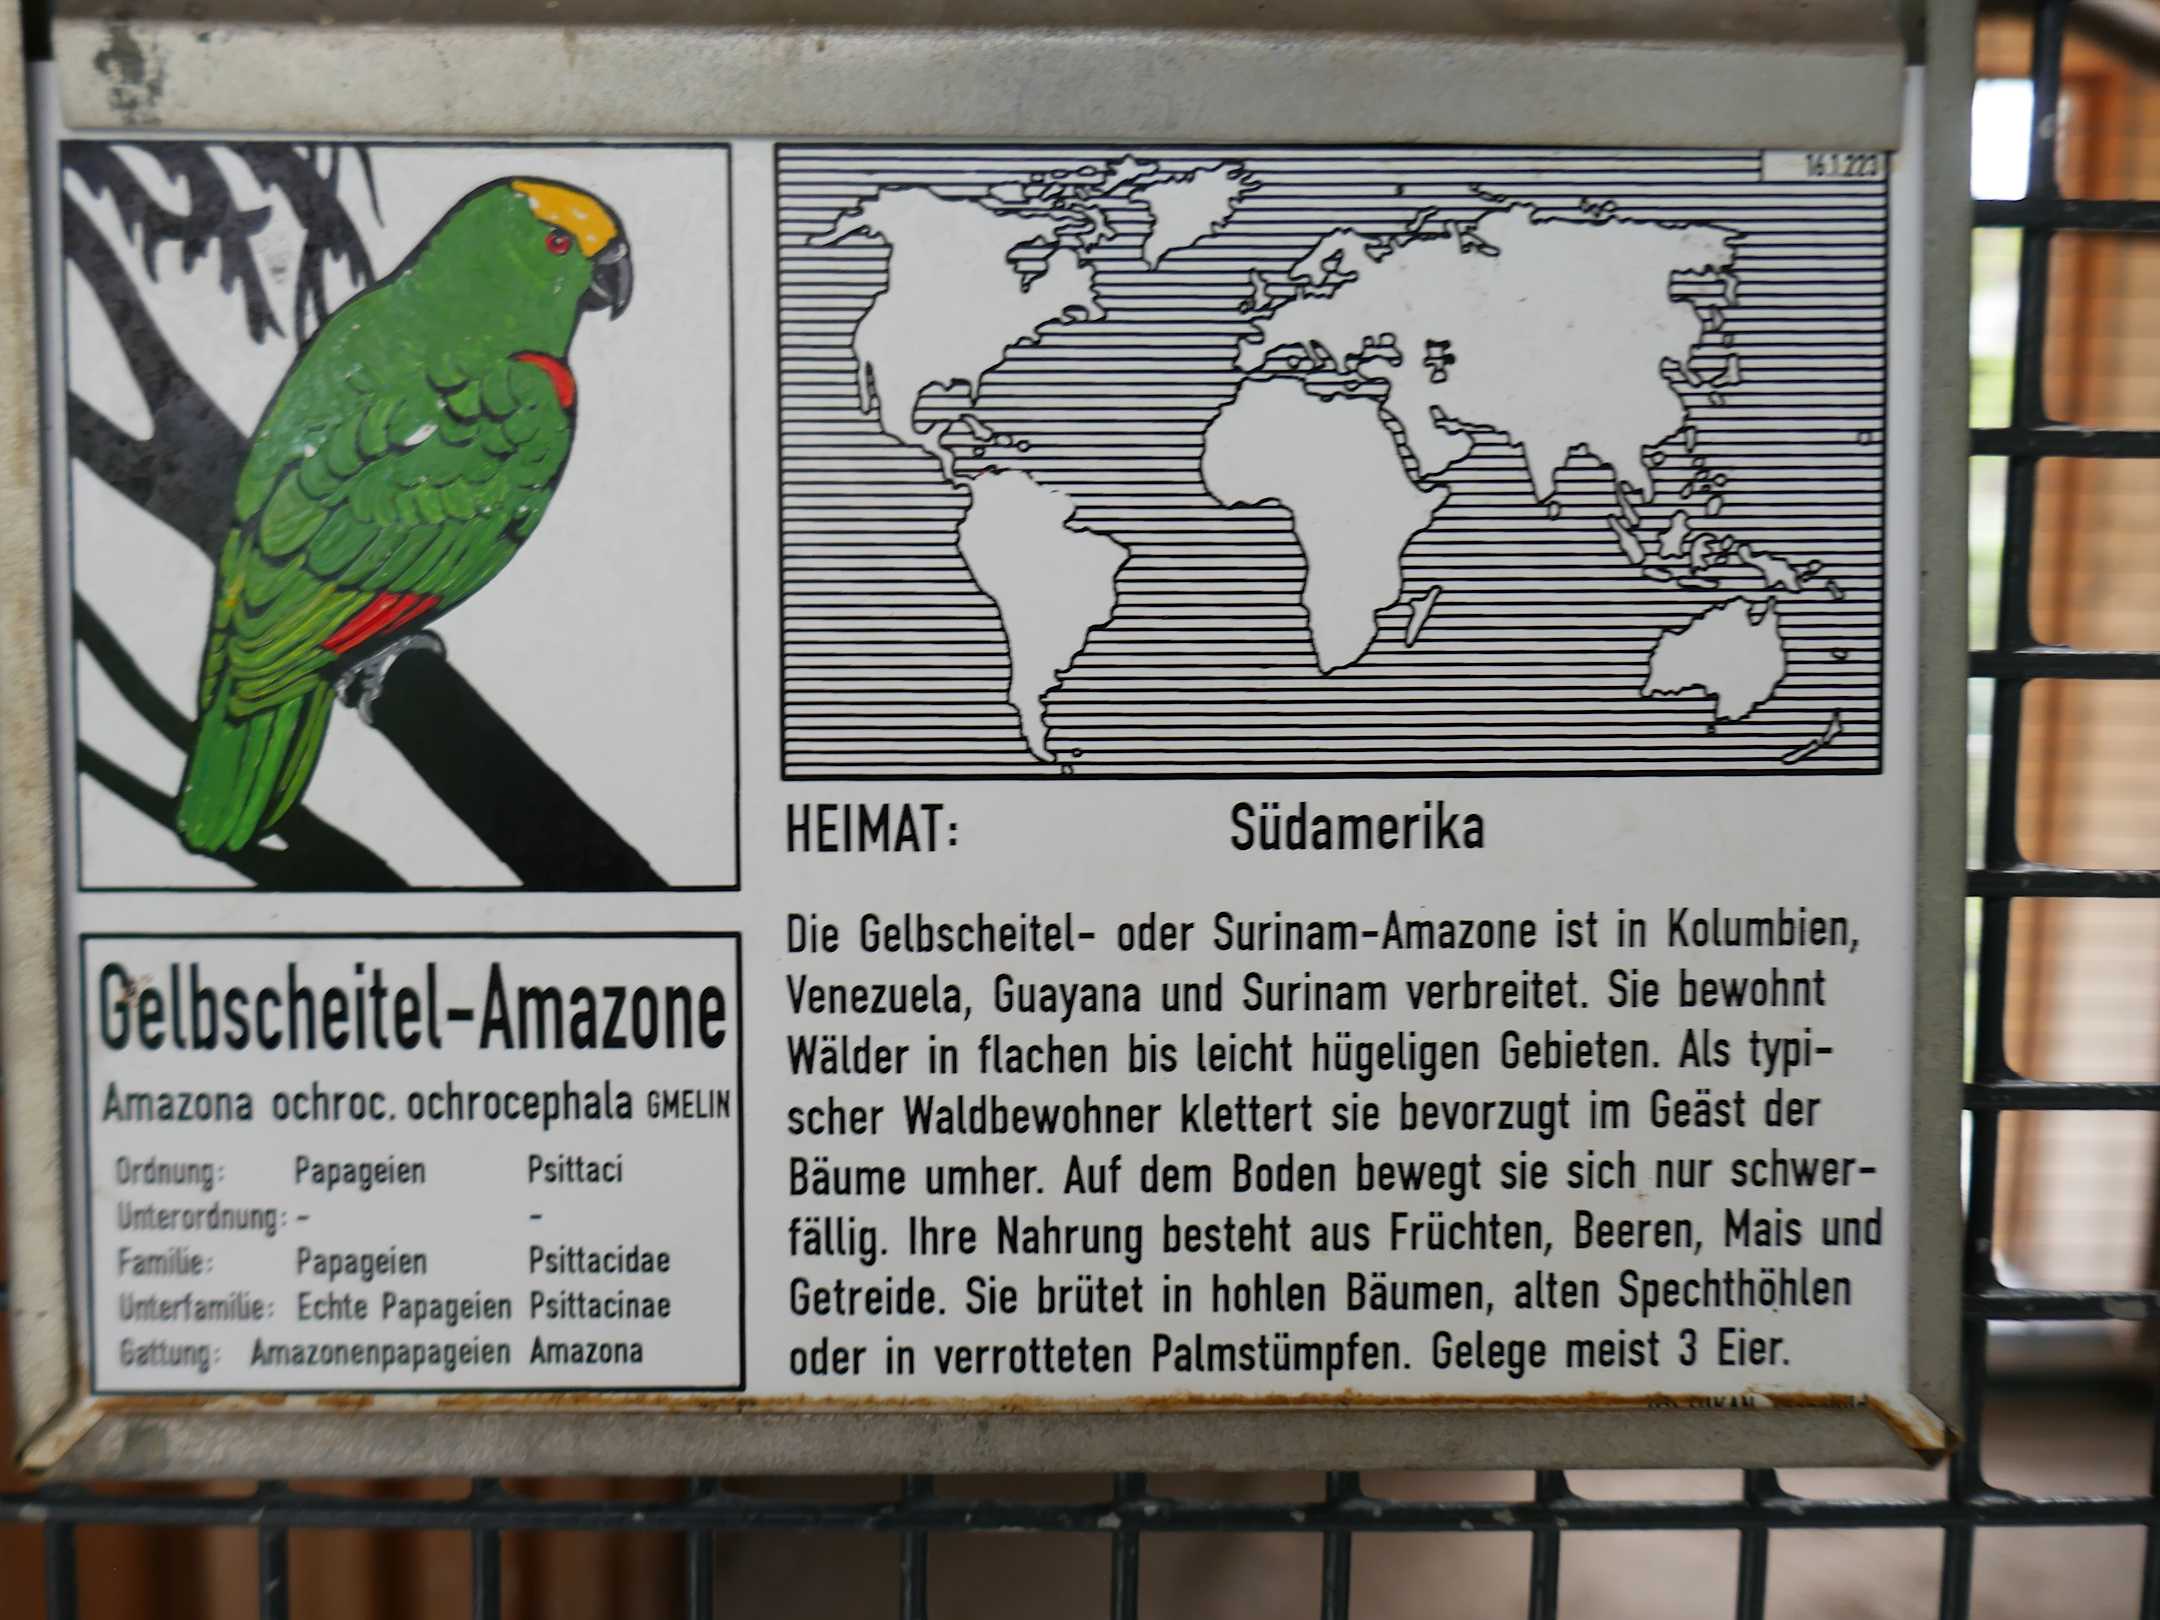 16.1.223
HEIMAT: Südamerika
Die Gelbscheitel- oder Surinam-Amazone ist in Kolumbien,
Venezuela, Guayana und Surinam verbreitet. Sie bewohnt
Wälder in flachen bis leicht hügeligen Gebieten. Als typi-
scher Waldbewohner klettert sie bevorzugt im Geäst der
Bäume umher. Auf dem Boden bewegt sie sich nur schwer-
fällig. Ihre Nahrung besteht aus Früchten, Beeren, Mais und
Getreide. Sie brütet in hohlen Bäumen, alten Spechthöhlen
oder in verrotteten Palmstümpfen. Gelege meist 3 Eier.
Gelbscheitel-Amazone
Amazona ochroc. ochrocephala GMELIN
Ordnung: Papageien Psittaci
Unterordnung: - -
Familie: Papageien Psittacidae
Unterfamilie: Echte Papageien Psittacinae
Gattung: Amazonenpapageien Amazona